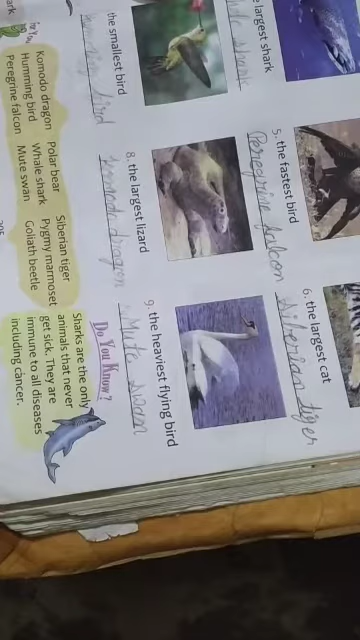 largest shark
5. the fastest bird
6. the largest cat
Whale shark
Peregrine falcon
Siberian tiger
the smallest bird
8. the largest lizard
9. the heaviest flying bird
Humming bird
Komodo dragon
Mute swan
Komodo dragon Polar bear Siberian tiger
Humming bird Whale shark Pygmy marmoset
Peregrine falcon Mute swan Goliath beetle
Do You Know?
Sharks are the only
animals that never
get sick. They are
immune to all diseases
including cancer.